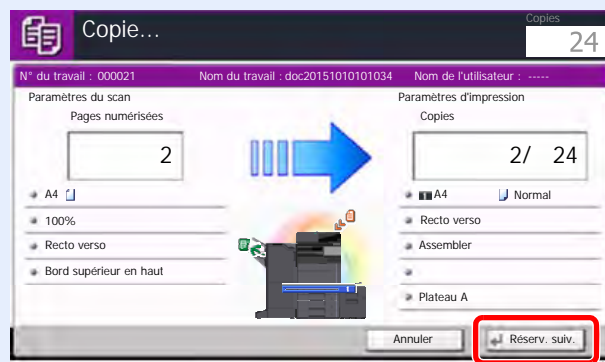 Copie...
Copies
24
N° du travail : 000021 Nom du travail : doc20151010101034 Nom de l'utilisateur : -----
Paramètres du scan
Pages numérisées
2
A4
100%
Recto verso
Bord supérieur en haut
Paramètres d'impression
Copies
2/ 24
A4 Normal
Recto verso
Assembler
Plateau A
Annuler
Réserv. suiv.